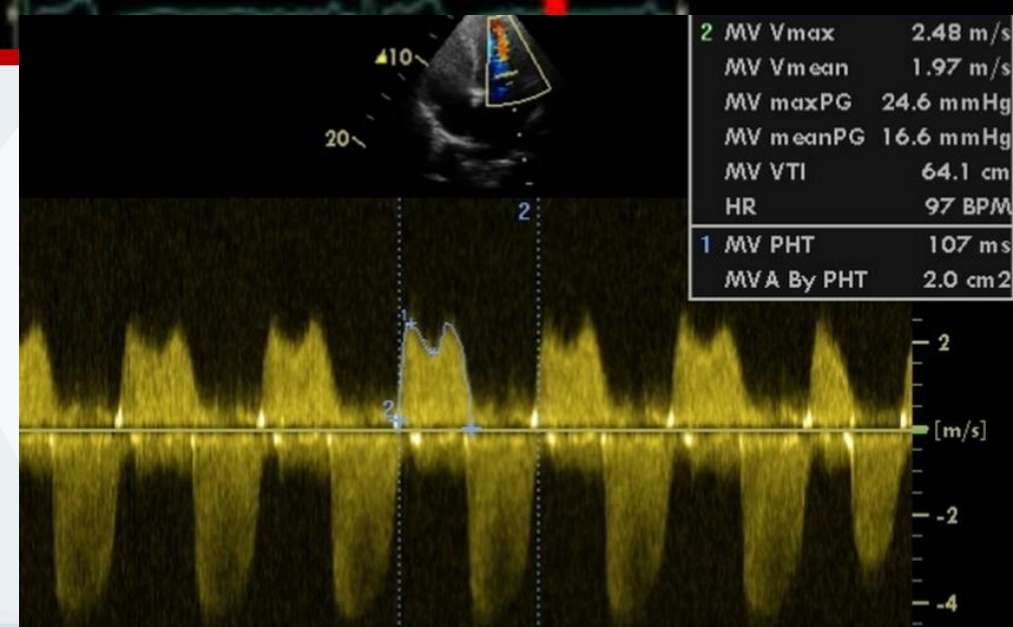 2 MV Vmax 2.48 m/s
MV Vmean 1.97 m/s
MV maxPG 24.6 mmHg
MV meanPG 16.6 mmHg
MV VTI 64.1 cm
HR 97 BPM
1 MV PHT 107 ms
MVA By PHT 2.0 cm2
10
20
2
1
2
2
[m/s]
-2
-4